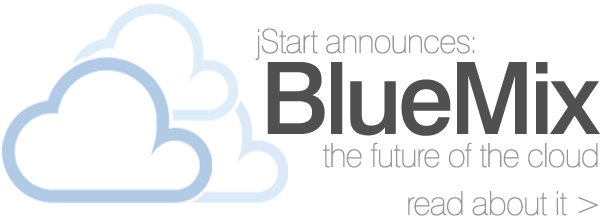 jStart announces:
BlueMix
the future of the cloud
read about it >